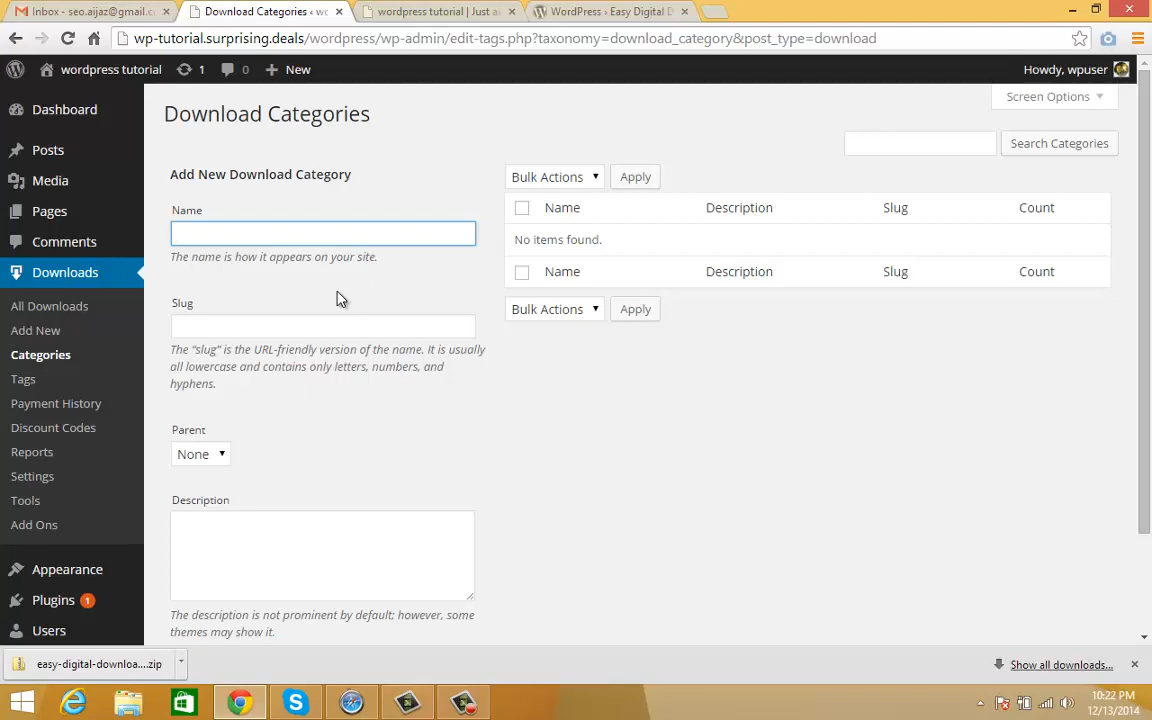 Inbox - seo.aijaz@gmail.c
Download Categories ‹ wo
wordpress tutorial | Just an
WordPress › Easy Digital D
wp-tutorial.surprising.deals/wordpress/wp-admin/edit-tags.php?taxonomy=download_category&post_type=download
wordpress tutorial 1 0 New
Howdy, wpuser
Dashboard
Posts
Media
Pages
Comments
Downloads
All Downloads
Add New
Categories
Tags
Payment History
Discount Codes
Reports
Settings
Tools
Add Ons
Appearance
Plugins 1
Users
Screen Options
Download Categories
Search Categories
Add New Download Category
Name
The name is how it appears on your site.
Slug
The “slug” is the URL-friendly version of the name. It is usually
all lowercase and contains only letters, numbers, and
hyphens.
Parent
None
Description
The description is not prominent by default; however, some
themes may show it.
Bulk Actions Apply
Name Description Slug Count
No items found.
Name Description Slug Count
Bulk Actions Apply
easy-digital-downloa....zip
Show all downloads...
10:22 PM
12/13/2014